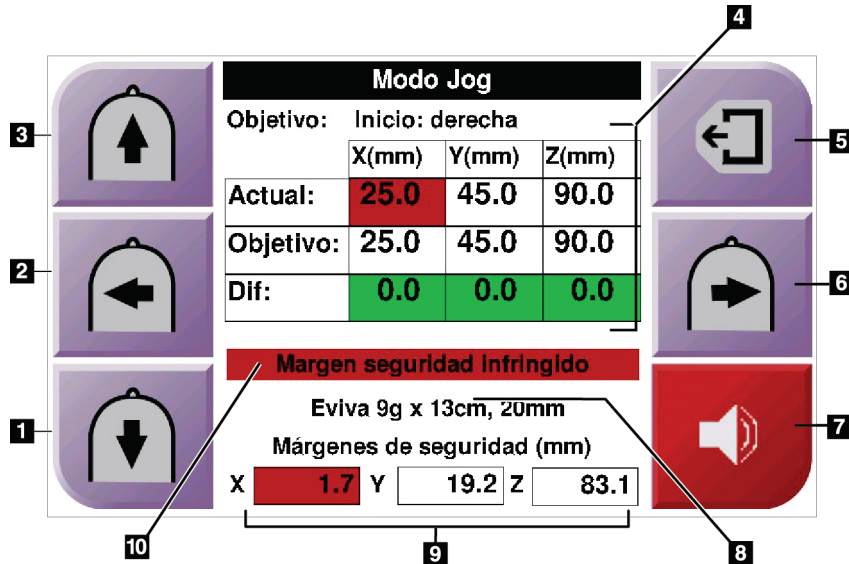 4
Modo Jog
Objetivo: Inicio: derecha
X(mm) Y(mm) Z(mm)
Actual: 25.0 45.0 90.0
Objetivo: 25.0 45.0 90.0
Dif: 0.0 0.0 0.0
Margen seguridad infringido
Eviva 9g x 13cm, 20mm
Márgenes de seguridad (mm)
X 1.7 Y 19.2 Z 83.1
3
2
1
5
6
7
10
9
8